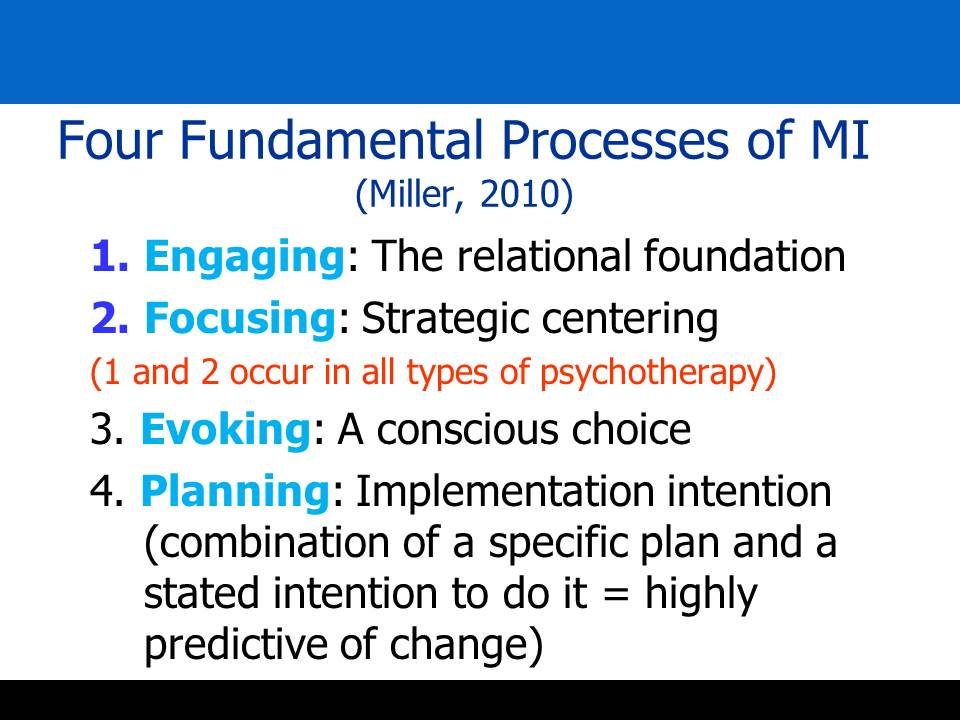 Four Fundamental Processes of MI
(Miller, 2010)
1. Engaging: The relational foundation
2. Focusing: Strategic centering
(1 and 2 occur in all types of psychotherapy)
3. Evoking: A conscious choice
4. Planning: Implementation intention
(combination of a specific plan and a
stated intention to do it = highly
predictive of change)